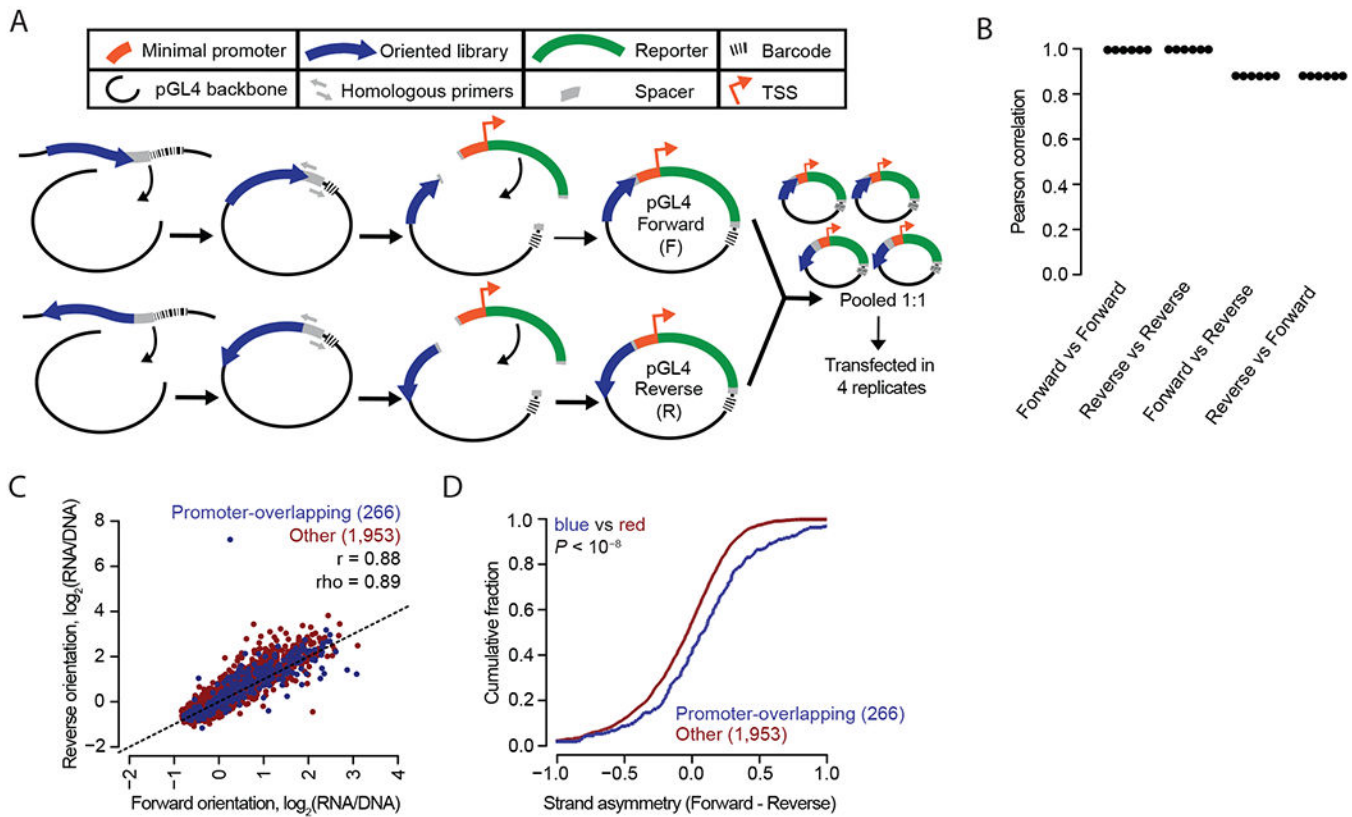 A
Minimal promoter
Oriented library
Reporter
Barcode
pGL4 backbone
Homologous primers
Spacer
TSS
pGL4
Forward
(F)
pGL4
Reverse
(R)
Pooled 1:1
Transfected in
4 replicates
B
Pearson correlation
1.0
0.8
0.6
0.4
0.2
0.0
Forward vs Forward
Reverse vs Reverse
Forward vs Reverse
Reverse vs Forward
C
Reverse orientation, log2(RNA/DNA)
8
6
4
2
0
−2
Promoter-overlapping (266)
Other (1,953)
r = 0.88
rho = 0.89
−2
−1
0
1
2
3
4
Forward orientation, log2(RNA/DNA)
D
Cumulative fraction
1.0
0.8
0.6
0.4
0.2
0.0
blue vs red
P < 10−8
Promoter-overlapping (266)
Other (1,953)
−1.0
−0.5
0.0
0.5
1.0
Strand asymmetry (Forward - Reverse)